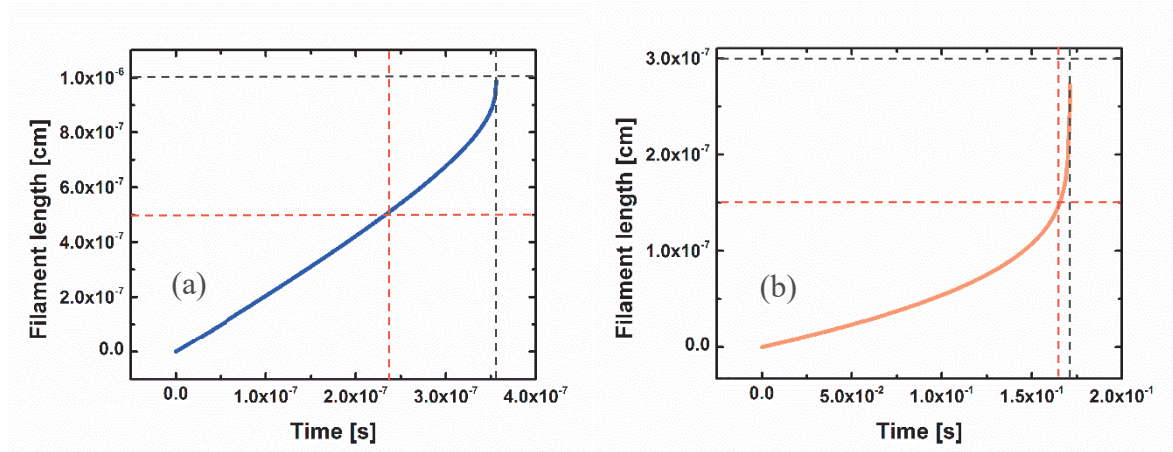 Filament length [cm]
1.0x10⁻⁶
8.0x10⁻⁷
6.0x10⁻⁷
4.0x10⁻⁷
2.0x10⁻⁷
0.0
(a)
0.0
1.0x10⁻⁷
2.0x10⁻⁷
3.0x10⁻⁷
4.0x10⁻⁷
Time [s]
Filament length [cm]
3.0x10⁻⁷
2.0x10⁻⁷
1.0x10⁻⁷
0.0
(b)
0.0
5.0x10⁻²
1.0x10⁻¹
1.5x10⁻¹
2.0x10⁻¹
Time [s]